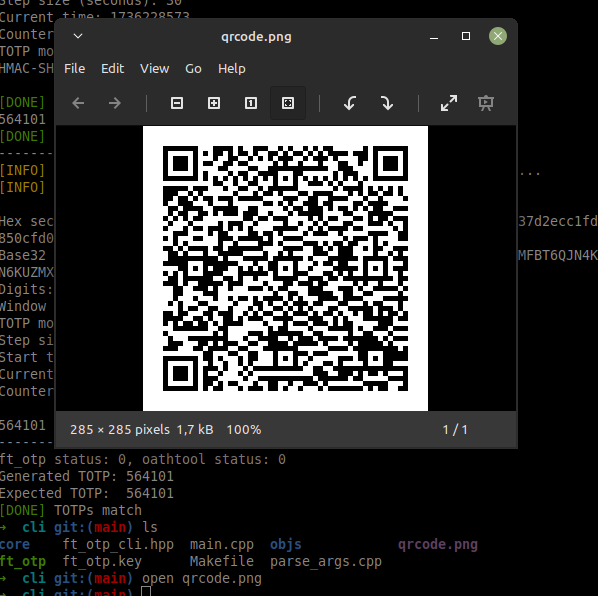 Step size (seconds): 30
Current time: 1736228573
Counter
TOTP mo
HMAC-SH
qrcode.png
File Edit View Go Help
[DONE]
564101
[DONE]
-------
[INFO] ...
[INFO]
Hex sec 37d2ecc1fd
850cfd0
Base32 MFBT6QJN4K
N6KUZMX
Digits:
Window
TOTP mo
Step si
Start t
Current
Counter
564101
-------
285 × 285 pixels 1,7 kB 100% 1 / 1
ft_otp status: 0, oathtool status: 0
Generated TOTP: 564101
Expected TOTP: 564101
[DONE] TOTPs match
→ cli git:(main) ls
core ft_otp_cli.hpp main.cpp objs qrcode.png
ft_otp ft_otp.key Makefile parse_args.cpp
→ cli git:(main) open qrcode.png
→ cli git:(main)